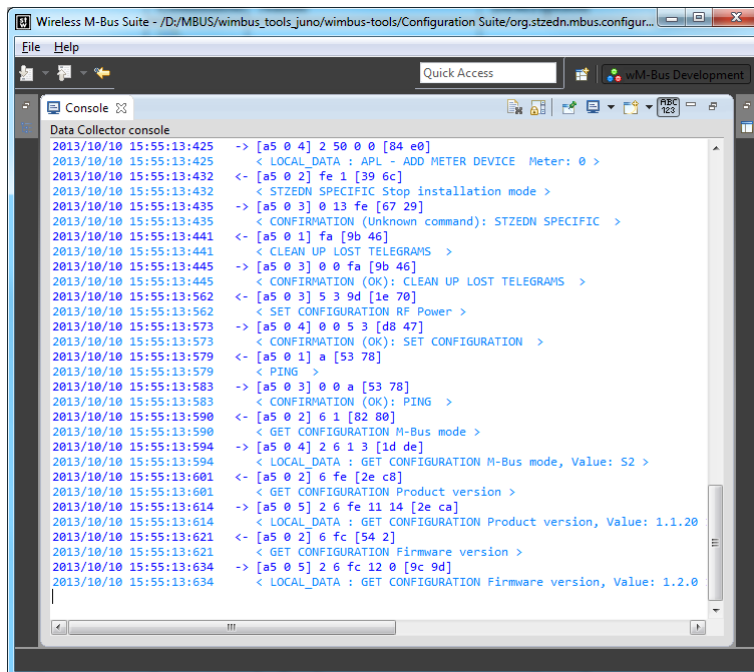 Wireless M-Bus Suite - /D:/MBUS/wimbus_tools_juno/wimbus-tools/Configuration Suite/org.stzedn.mbus.configur...
File Help
Quick Access
wM-Bus Development
Console
ABC
123
Data Collector console
2013/10/10 15:55:13:425 -> [a5 0 4] 2 50 0 0 [84 e0]
2013/10/10 15:55:13:425 < LOCAL_DATA : APL - ADD METER DEVICE Meter: 0 >
2013/10/10 15:55:13:432 <- [a5 0 2] fe 1 [39 6c]
2013/10/10 15:55:13:432 < STZEDN SPECIFIC Stop installation mode >
2013/10/10 15:55:13:435 -> [a5 0 3] 0 13 fe [67 29]
2013/10/10 15:55:13:435 < CONFIRMATION (Unknown command): STZEDN SPECIFIC >
2013/10/10 15:55:13:441 <- [a5 0 1] fa [9b 46]
2013/10/10 15:55:13:441 < CLEAN UP LOST TELEGRAMS >
2013/10/10 15:55:13:445 -> [a5 0 3] 0 0 fa [9b 46]
2013/10/10 15:55:13:445 < CONFIRMATION (OK): CLEAN UP LOST TELEGRAMS >
2013/10/10 15:55:13:562 <- [a5 0 3] 5 3 9d [1e 70]
2013/10/10 15:55:13:562 < SET CONFIGURATION RF Power >
2013/10/10 15:55:13:573 -> [a5 0 4] 0 0 5 3 [d8 47]
2013/10/10 15:55:13:573 < CONFIRMATION (OK): SET CONFIGURATION >
2013/10/10 15:55:13:579 <- [a5 0 1] a [53 78]
2013/10/10 15:55:13:579 < PING >
2013/10/10 15:55:13:583 -> [a5 0 3] 0 0 a [53 78]
2013/10/10 15:55:13:583 < CONFIRMATION (OK): PING >
2013/10/10 15:55:13:590 <- [a5 0 2] 6 1 [82 80]
2013/10/10 15:55:13:590 < GET CONFIGURATION M-Bus mode >
2013/10/10 15:55:13:594 -> [a5 0 4] 2 6 1 3 [1d de]
2013/10/10 15:55:13:594 < LOCAL_DATA : GET CONFIGURATION M-Bus mode, Value: S2 >
2013/10/10 15:55:13:601 <- [a5 0 2] 6 fe [2e c8]
2013/10/10 15:55:13:601 < GET CONFIGURATION Product version >
2013/10/10 15:55:13:614 -> [a5 0 5] 2 6 fe 11 14 [2e ca]
2013/10/10 15:55:13:614 < LOCAL_DATA : GET CONFIGURATION Product version, Value: 1.1.20 >
2013/10/10 15:55:13:621 <- [a5 0 2] 6 fc [54 2]
2013/10/10 15:55:13:621 < GET CONFIGURATION Firmware version >
2013/10/10 15:55:13:634 -> [a5 0 5] 2 6 fc 12 0 [9c 9d]
2013/10/10 15:55:13:634 < LOCAL_DATA : GET CONFIGURATION Firmware version, Value: 1.2.0 >